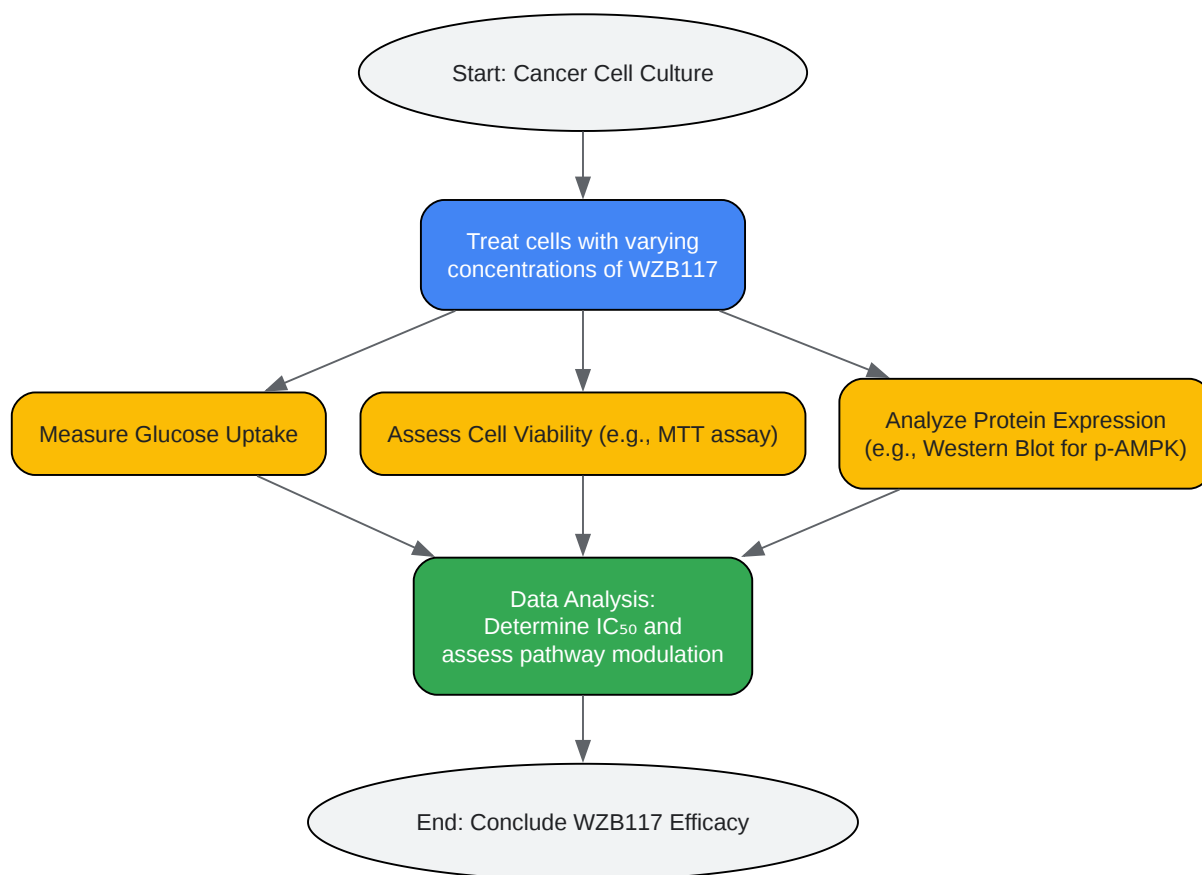 Start: Cancer Cell Culture
Treat cells with varying
concentrations of WZB117
Measure Glucose Uptake
Assess Cell Viability (e.g., MTT assay)
Analyze Protein Expression
(e.g., Western Blot for p-AMPK)
Data Analysis:
Determine IC₅₀ and
assess pathway modulation
End: Conclude WZB117 Efficacy